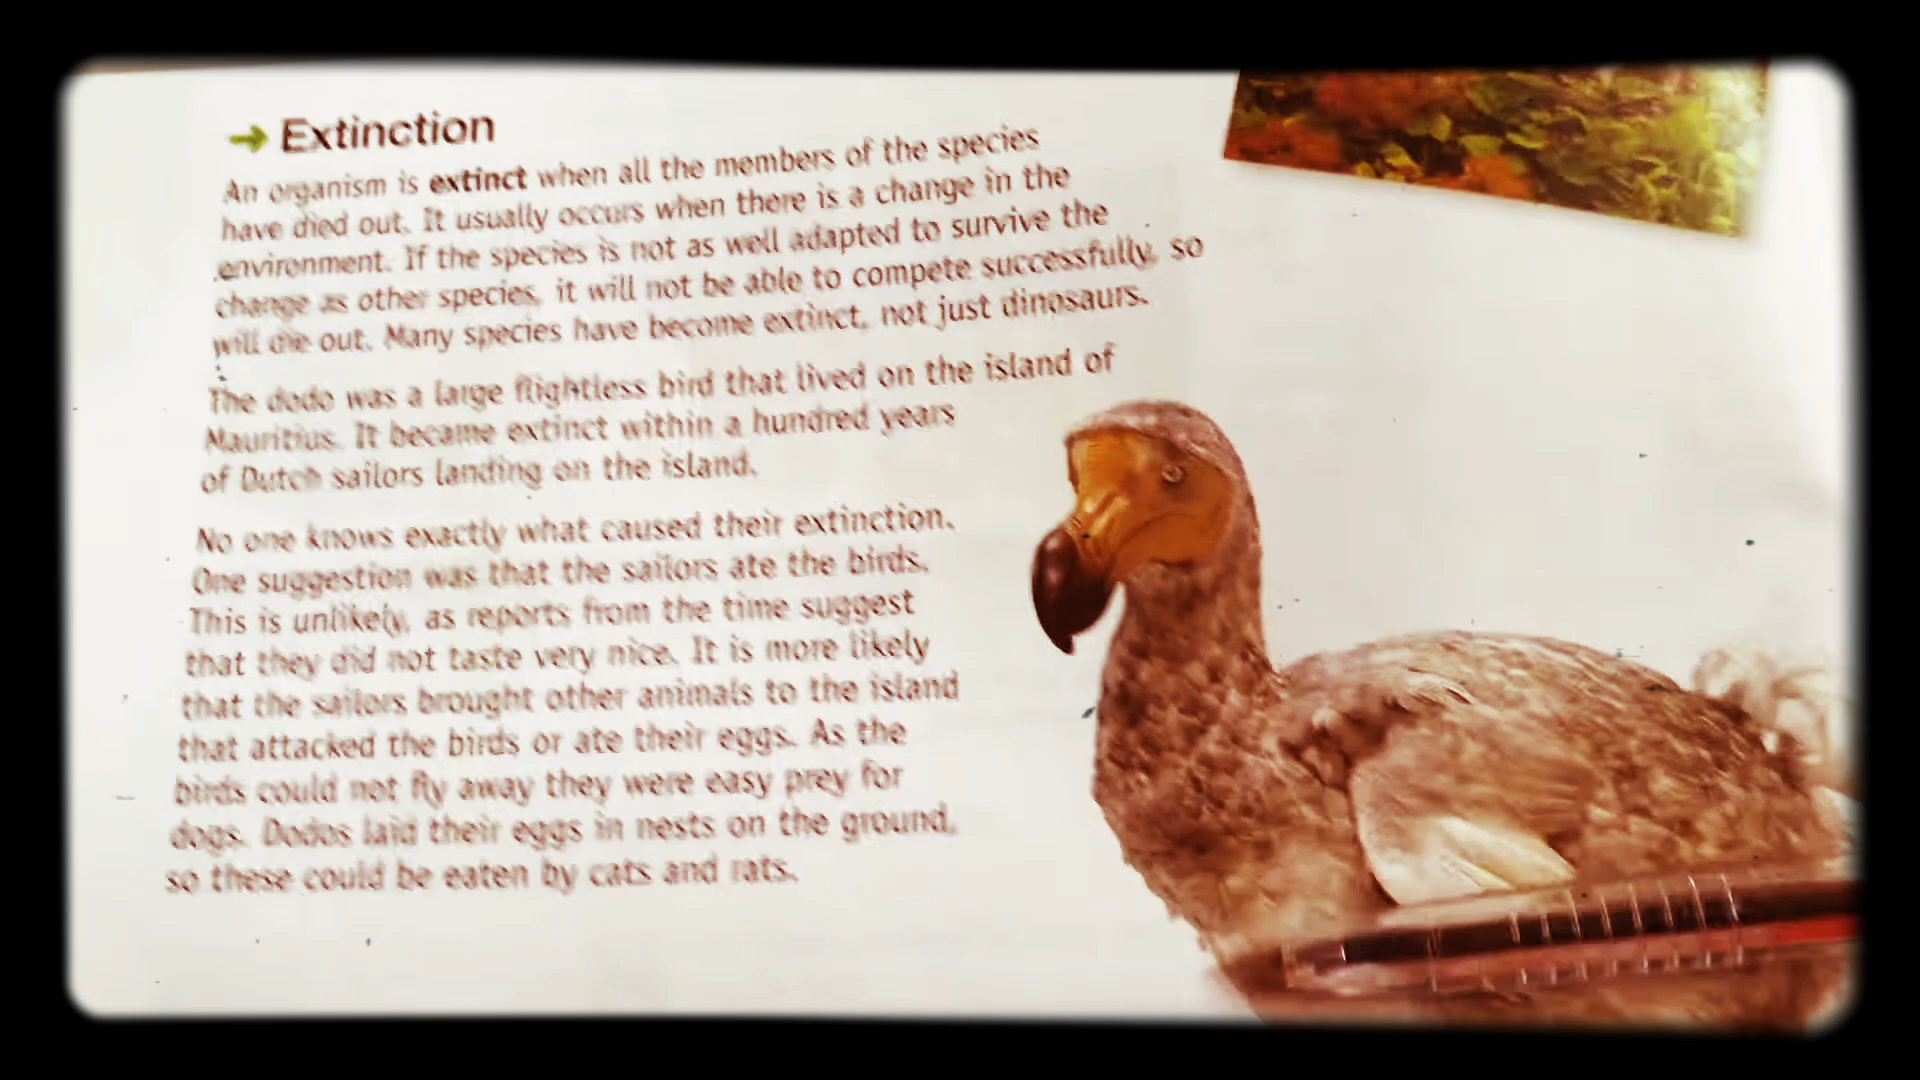 Extinction
An organism is extinct when all the members of the species
have died out. It usually occurs when there is a change in the
environment. If the species is not as well adapted to survive the
change as other species, it will not be able to compete successfully, so
will die out. Many species have become extinct, not just dinosaurs.
The dodo was a large flightless bird that lived on the island of
Mauritius. It became extinct within a hundred years
of Dutch sailors landing on the island.
No one knows exactly what caused their extinction.
One suggestion was that the sailors ate the birds.
This is unlikely, as reports from the time suggest
that they did not taste very nice. It is more likely
that the sailors brought other animals to the island
that attacked the birds or ate their eggs. As the
birds could not fly away they were easy prey for
dogs. Dodos laid their eggs in nests on the ground,
so these could be eaten by cats and rats.